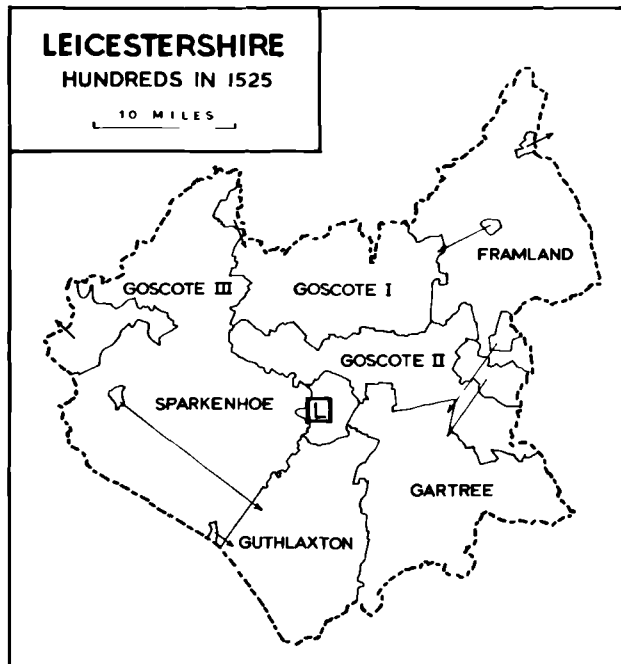 LEICESTERSHIRE
HUNDREDS IN 1525
10 MILES
FRAMLAND
GOSCOTE III
GOSCOTE I
GOSCOTE II
SPARKENHOE
L
GARTREE
GUTHLAXTON